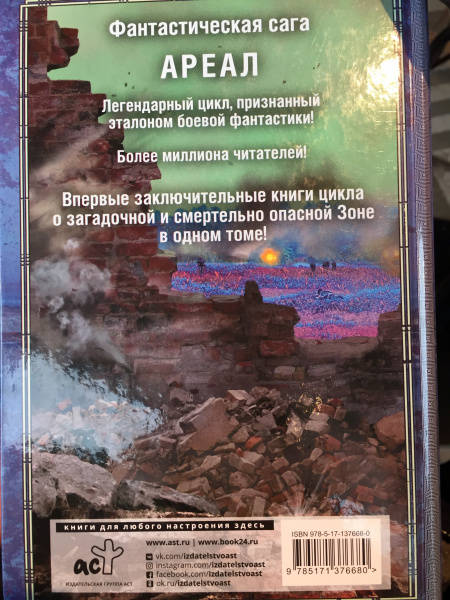 Фантастическая сага
АРЕАЛ
Легендарный цикл, признанный
эталоном боевой фантастики!
Более миллиона читателей!
Впервые заключительные книги цикла
о загадочной и смертельно опасной Зоне
в одном томе!
книги для любого настроения здесь
аст
ИЗДАТЕЛЬСКАЯ ГРУППА АСТ
www.ast.ru | www.book24.ru
vk.com/izdatelstvoast
instagram.com/izdatelstvoast
facebook.com/izdatelstvoast
ok.ru/izdatelstvoast
ISBN 978-5-17-137668-0
9 785171 376680 >